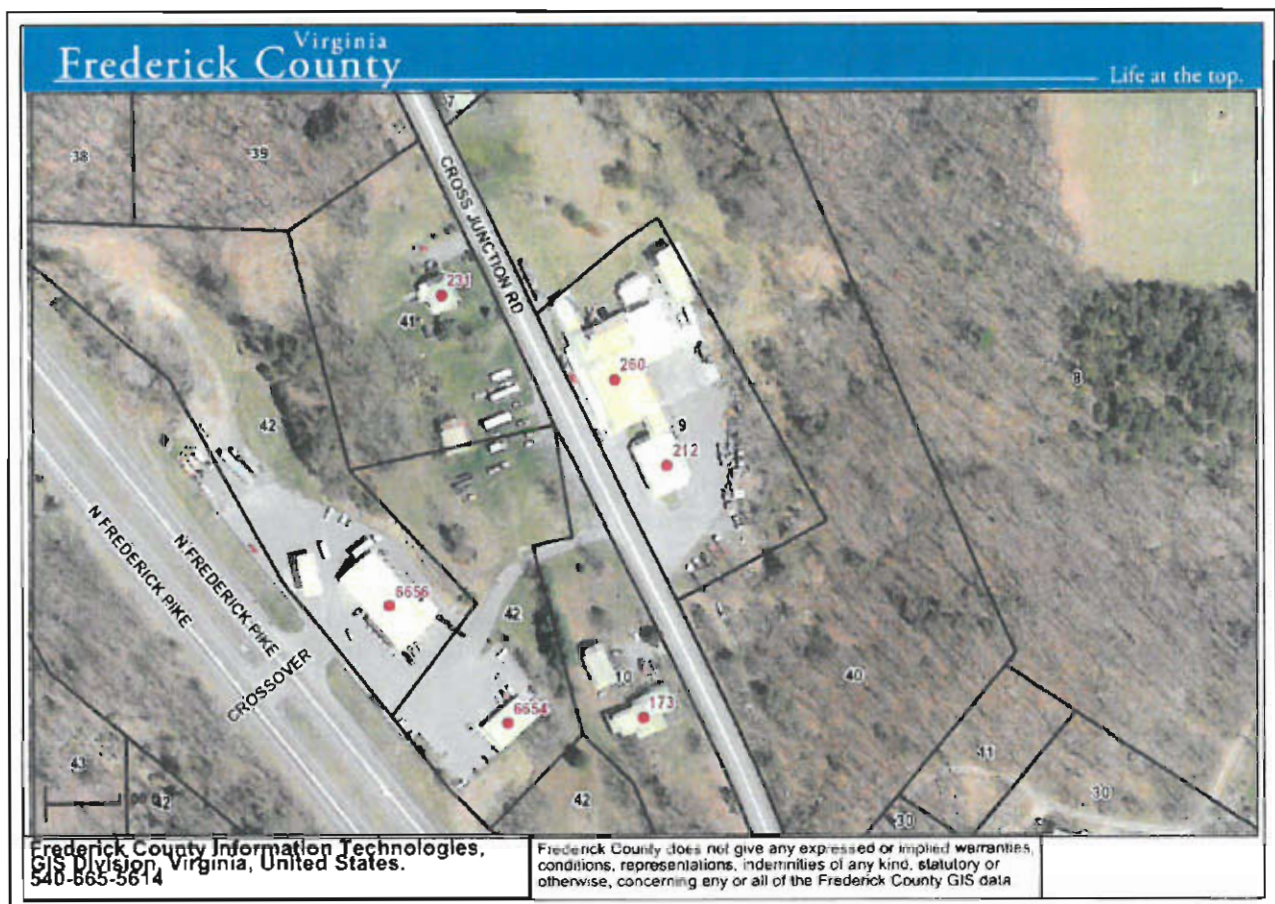 Virginia
Frederick County
Life at the top.
38
39
CROSS JUNCTION RD
231
41
260
8
42
9
212
N FREDERICK PIKE
N FREDERICK PIKE
6656
CROSSOVER
42
10
40
6654
173
43
42
42
11
30
30
Frederick County Information Technologies,
GIS Division, Virginia, United States.
540-665-5614
Frederick County does not give any expressed or implied warranties,
conditions, representations, indemnities of any kind, statutory or
otherwise, concerning any or all of the Frederick County GIS data